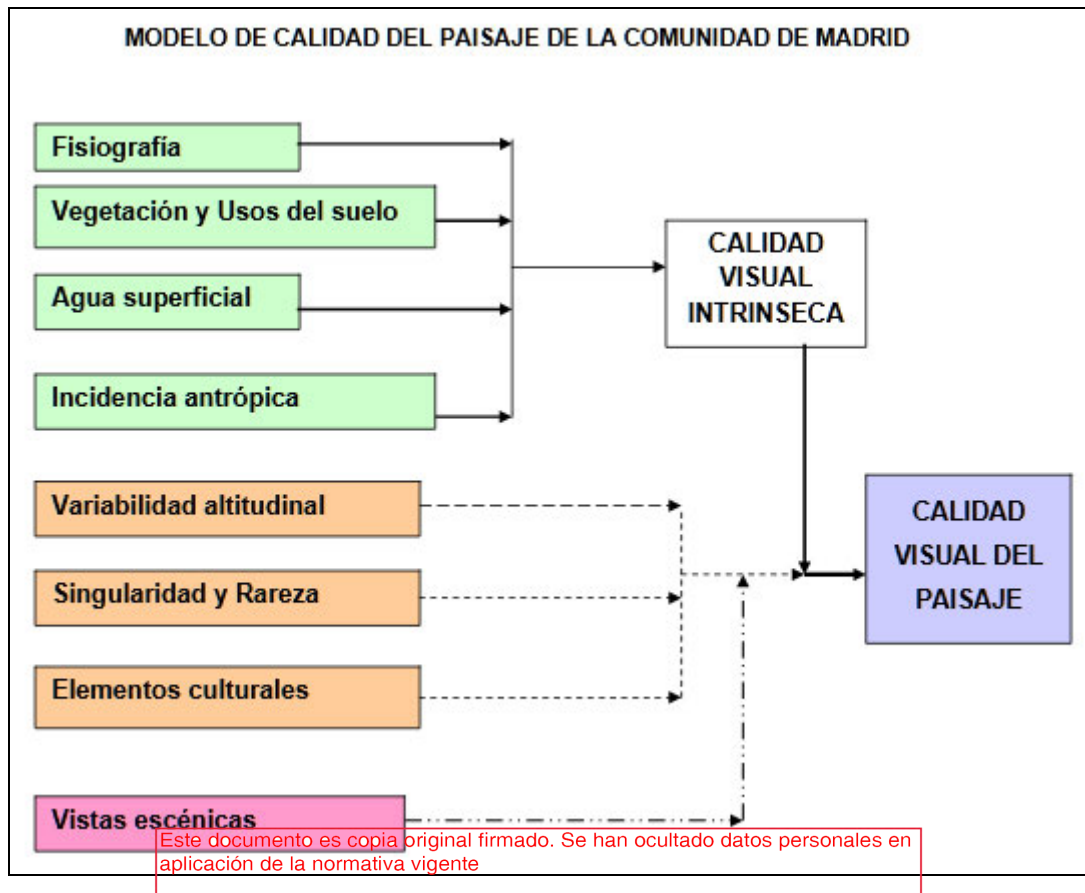 MODELO DE CALIDAD DEL PAISAJE DE LA COMUNIDAD DE MADRID
Fisiografía
Vegetación y Usos del suelo
Agua superficial
Incidencia antrópica
CALIDAD
VISUAL
INTRINSECA
Variabilidad altitudinal
Singularidad y Rareza
Elementos culturales
CALIDAD
VISUAL DEL
PAISAJE
Vistas escénicas
Este documento es copia original firmado. Se han ocultado datos personales en
aplicación de la normativa vigente